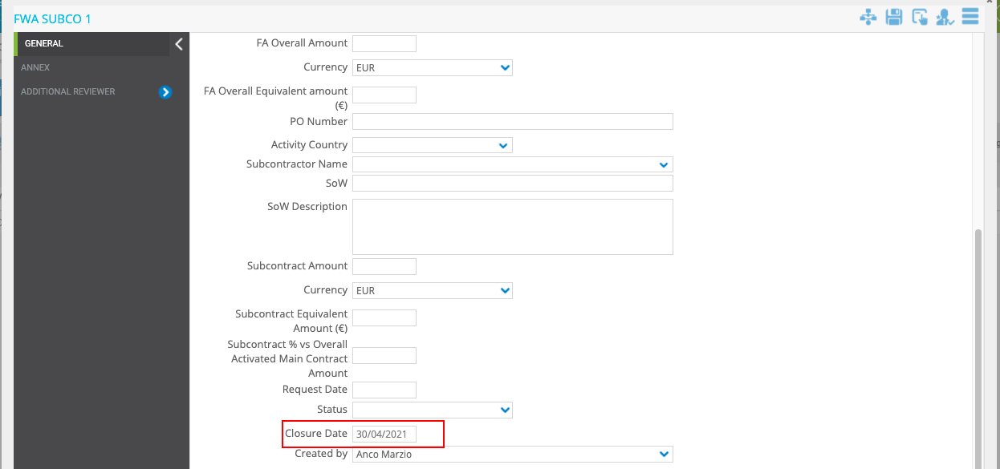 FWA SUBCO 1
GENERAL
ANNEX
ADDITIONAL REVIEWER
FA Overall Amount
Currency EUR
FA Overall Equivalent amount
(€)
PO Number
Activity Country
Subcontractor Name
SoW
SoW Description
Subcontract Amount
Currency EUR
Subcontract Equivalent
Amount (€)
Subcontract % vs Overall
Activated Main Contract
Amount
Request Date
Status
Closure Date 30/04/2021
Created by Anco Marzio